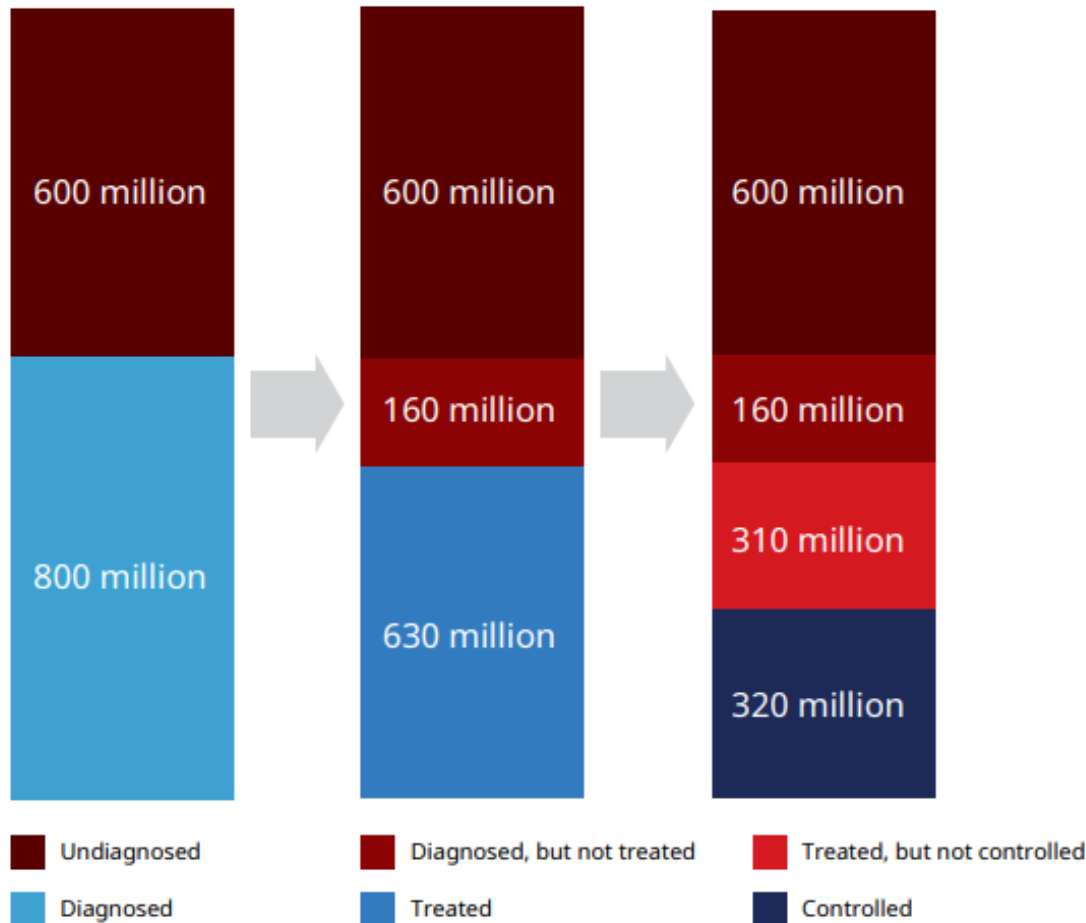 600 million
600 million
600 million
160 million
160 million
310 million
800 million
630 million
320 million
Undiagnosed
Diagnosed, but not treated
Treated, but not controlled
Diagnosed
Treated
Controlled